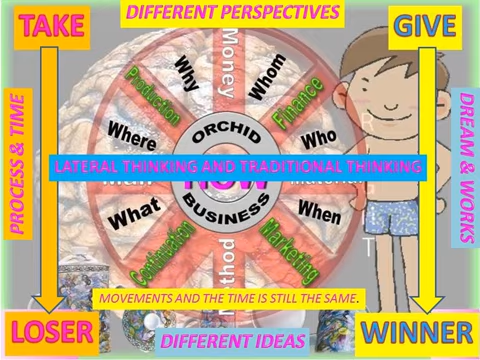 DIFFERENT PERSPECTIVES
TAKE
GIVE
Money
Why
Whom
Production
Finance
Where
ORCHID
Who
PROCESS & TIME
DREAM & WORKS
LATERAL THINKING AND TRADITIONAL THINKING
HOW
What
BUSINESS
When
Continuation
Marketing
MOVEMENTS AND THE TIME IS STILL THE SAME.
LOSER
DIFFERENT IDEAS
WINNER